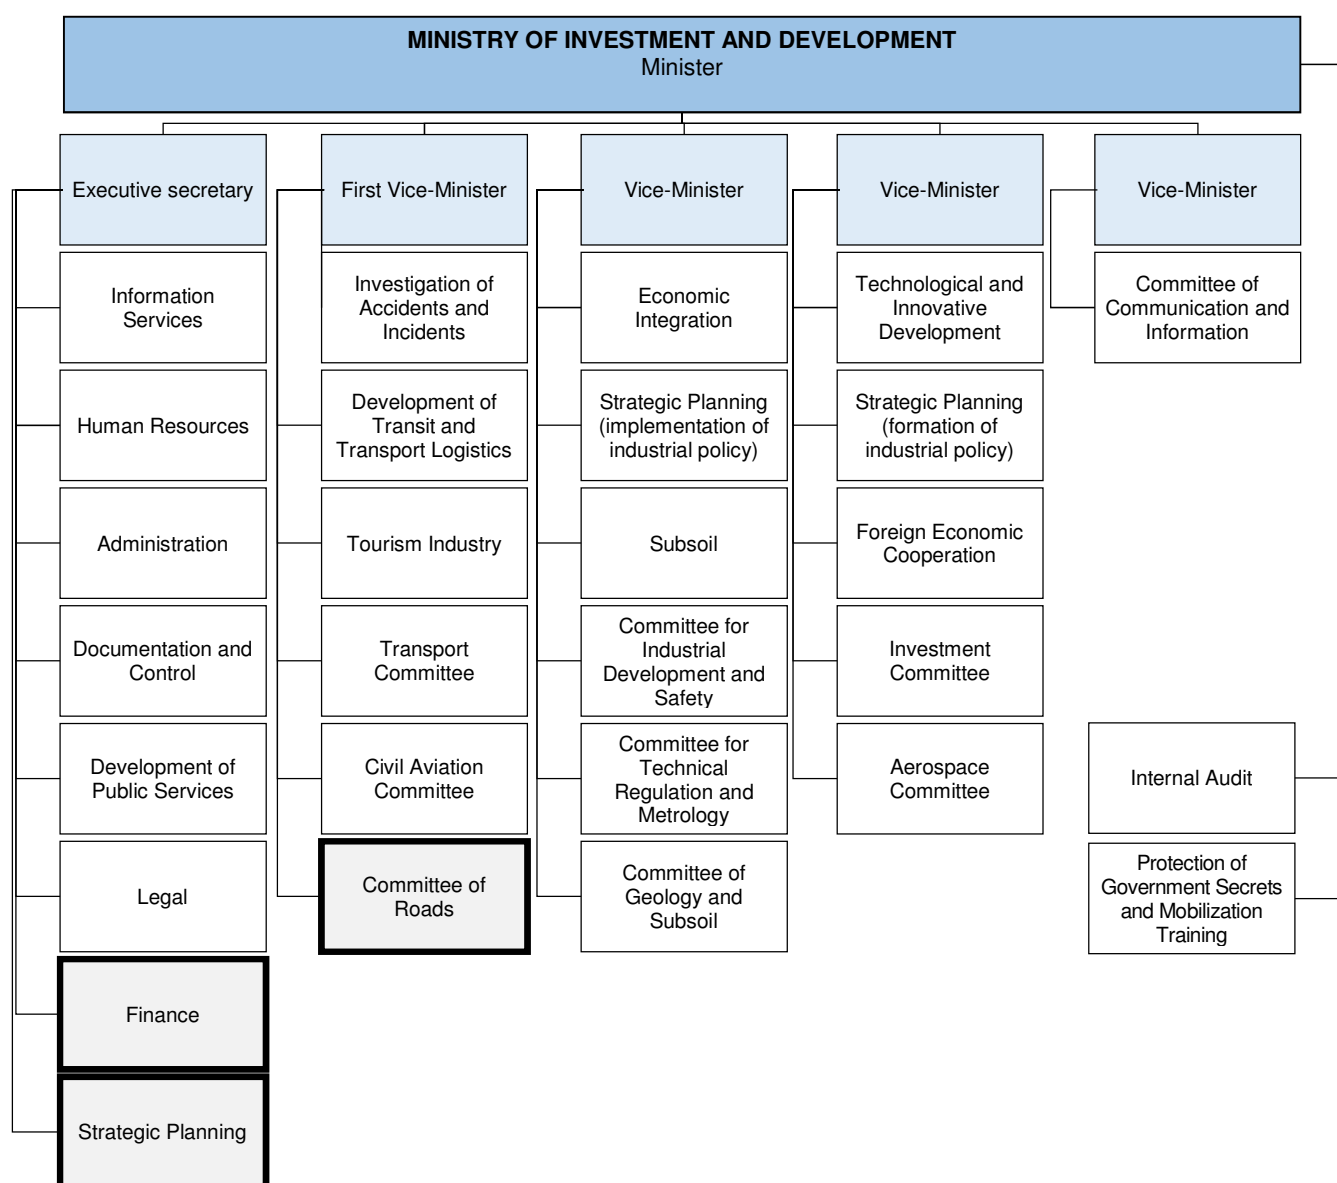 MINISTRY OF INVESTMENT AND DEVELOPMENT
Minister
Executive secretary
Information
Services
Human Resources
Administration
Documentation and
Control
Development of
Public Services
Legal
Finance
Strategic Planning
First Vice-Minister
Investigation of
Accidents and
Incidents
Development of
Transit and
Transport Logistics
Tourism Industry
Transport
Committee
Civil Aviation
Committee
Committee of
Roads
Vice-Minister
Economic
Integration
Strategic Planning
(implementation of
industrial policy)
Subsoil
Committee for
Industrial
Development and
Safety
Committee for
Technical
Regulation and
Metrology
Committee of
Geology and
Subsoil
Vice-Minister
Technological and
Innovative
Development
Strategic Planning
(formation of
industrial policy)
Foreign Economic
Cooperation
Investment
Committee
Aerospace
Committee
Vice-Minister
Committee of
Communication and
Information
Internal Audit
Protection of
Government Secrets
and Mobilization
Training